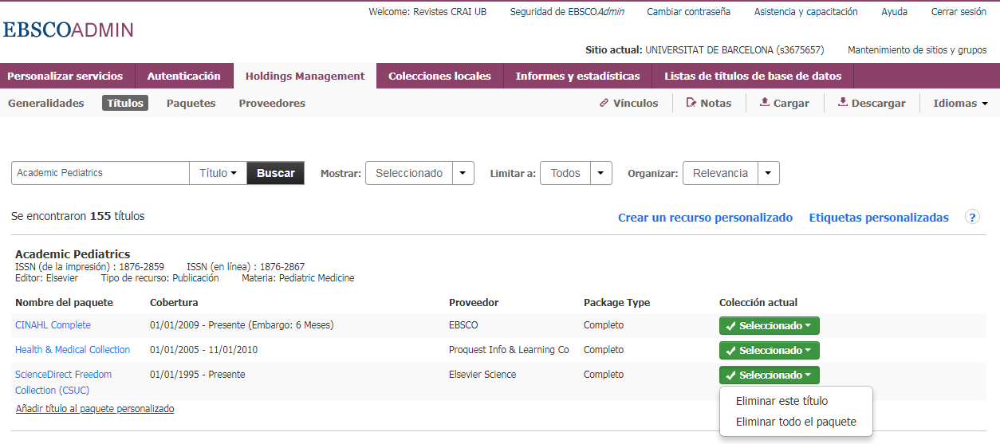 Welcome: Revistes CRAI UB Seguridad de EBSCOAdmin Cambiar contraseña Asistencia y capacitación Ayuda Cerrar sesión
EBSCOADMIN
Sitio actual: UNIVERSITAT DE BARCELONA (s3675657) Mantenimiento de sitios y grupos
Personalizar servicios Autenticación Holdings Management Colecciones locales Informes y estadísticas Listas de títulos de base de datos
Generalidades Títulos Paquetes Proveedores Vínculos Notas Cargar Descargar Idiomas
Academic Pediatrics Título Buscar Mostrar: Seleccionado Limitar a: Todos Organizar: Relevancia
Se encontraron 155 títulos Crear un recurso personalizado Etiquetas personalizadas ?
Academic Pediatrics
ISSN (de la impresión) : 1876-2859 ISSN (en línea) : 1876-2867
Editor: Elsevier Tipo de recurso: Publicación Materia: Pediatric Medicine
Nombre del paquete Cobertura Proveedor Package Type Colección actual
CINAHL Complete 01/01/2009 - Presente (Embargo: 6 Meses) EBSCO Completo Seleccionado
Health & Medical Collection 01/01/2005 - 11/01/2010 Proquest Info & Learning Co Completo Seleccionado
ScienceDirect Freedom 01/01/1995 - Presente Elsevier Science Completo Seleccionado
Collection (CSUC)
Añadir título al paquete personalizado
Eliminar este título
Eliminar todo el paquete